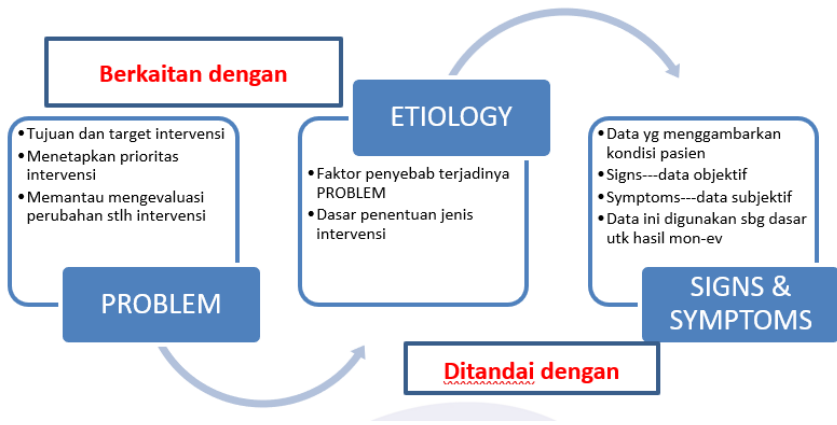 Berkaitan dengan
• Tujuan dan target intervensi
• Menetapkan prioritas
intervensi
• Memantau mengevaluasi
perubahan stlh intervensi
PROBLEM
ETIOLOGY
• Faktor penyebab terjadinya
PROBLEM
• Dasar penentuan jenis
intervensi
• Data yg menggambarkan
kondisi pasien
• Signs---data objektif
• Symptoms---data subjektif
• Data ini digunakan sbg dasar
utk hasil mon-ev
SIGNS &
SYMPTOMS
Ditandai dengan